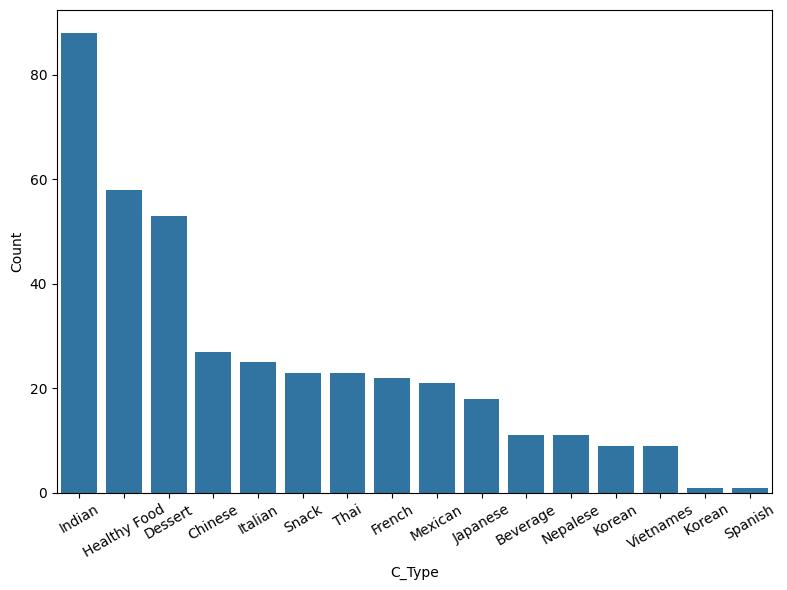 80
60
40
20
0
Count
Indian
Healthy Food
Dessert
Chinese
Italian
Snack
Thai
French
Mexican
Japanese
Beverage
Nepalese
Korean
Vietnames
Korean
Spanish
C_Type